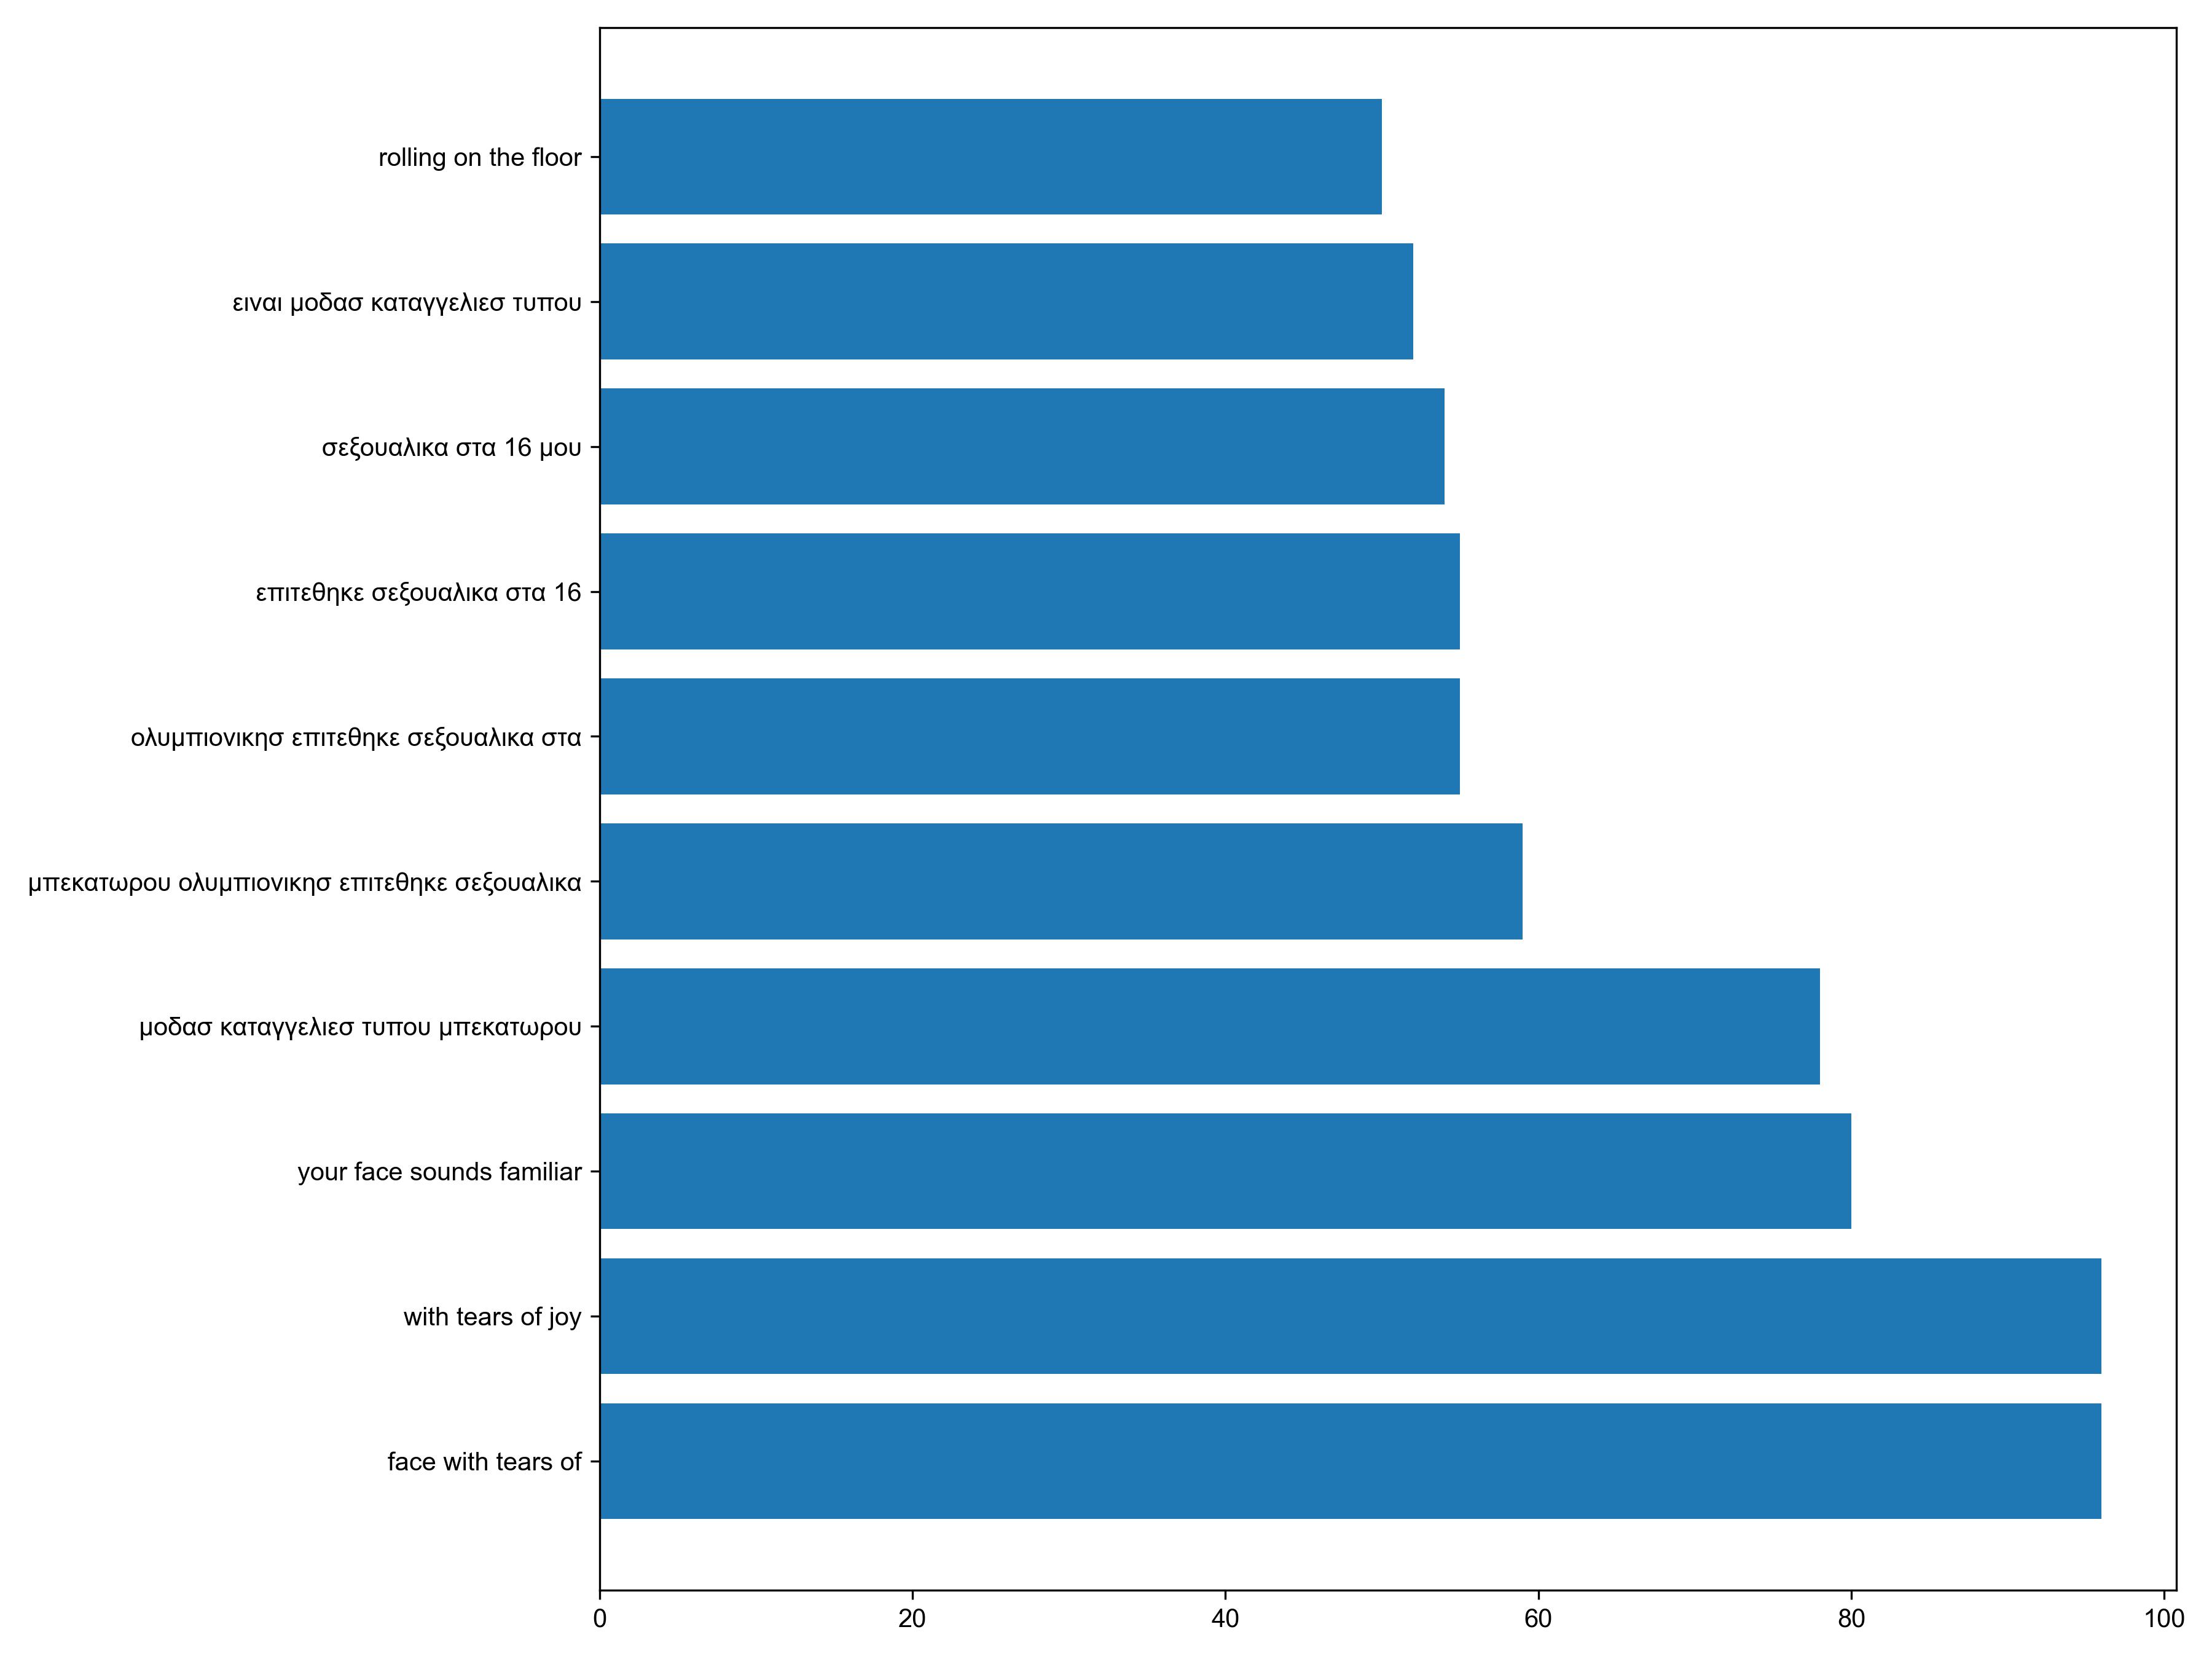 rolling on the floor
ειναι μοδασ καταγγελιεσ τυπου
σεξουαλικα στα 16 μου
επιτεθηκε σεξουαλικα στα 16
ολυμπιονικησ επιτεθηκε σεξουαλικα στα
μπεκατωρου ολυμπιονικησ επιτεθηκε σεξουαλικα
μοδασ καταγγελιεσ τυπου μπεκατωρου
your face sounds familiar
with tears of joy
face with tears of
0 20 40 60 80 100